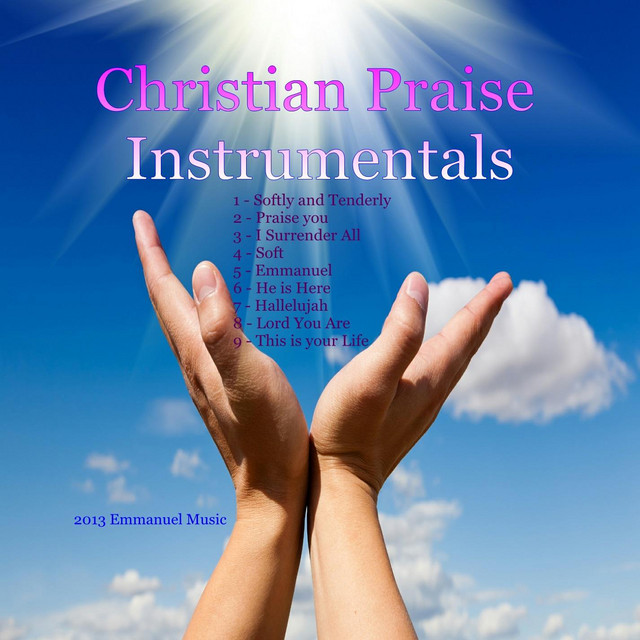 Christian Praise
Instrumentals
1 - Softly and Tenderly
2 - Praise you
3 - I Surrender All
4 - Soft
5 - Emmanuel
6 - He is Here
7 - Hallelujah
8 - Lord You Are
9 - This is your Life
2013 Emmanuel Music